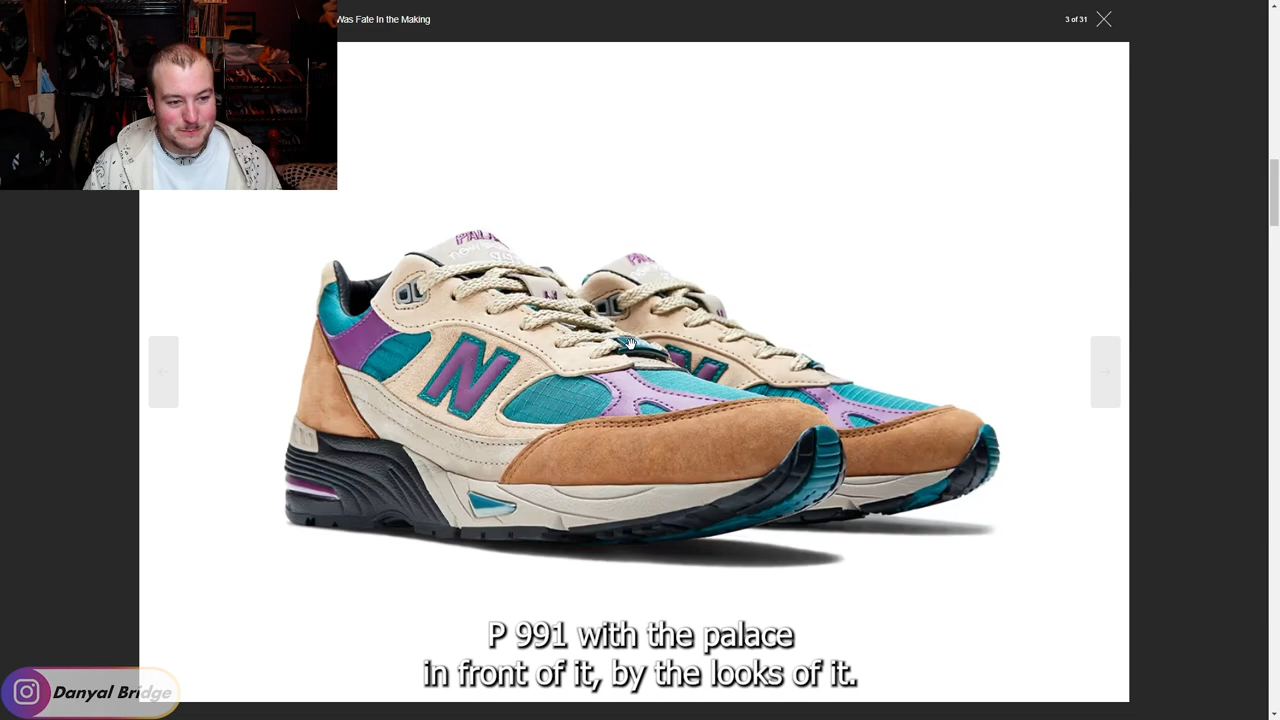 Was Fate In the Making
3 of 31
PALA
N
N
P 991 with the palace
in front of it, by the looks of it.
Danyal Bridge